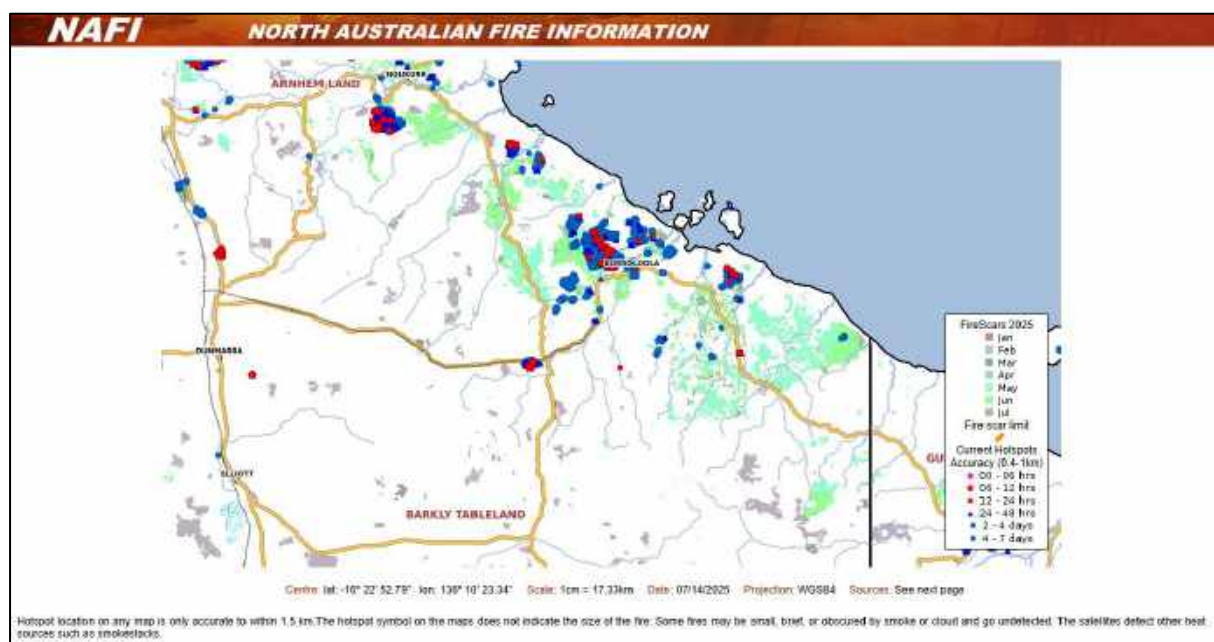 NAFI
NORTH AUSTRALIAN FIRE INFORMATION
ARNHEM LAND
BORROLOOLA
DUNMARRA
ELLIOTT
BARKLY TABLELAND
GU
FireScars 2025
Jan
Feb
Mar
Apr
May
Jun
Jul
Fire scar limit
Current Hotspots
Accuracy (0.4-1km)
00 - 06 hrs
06 - 12 hrs
12 - 24 hrs
24 - 48 hrs
2 - 4 days
4 - 7 days
Centre: lat: -16° 22' 52.79" lon: 136° 10' 23.34" Scale: 1cm = 17.33km Date: 07/14/2025 Projection: WGS84 Sources: See next page
Hotspot location on any map is only accurate to within 1.5 km.The hotspot symbol on the maps does not indicate the size of the fire. Some fires may be small, brief, or obscured by smoke or cloud and go undetected. The satellites detect other heat
sources such as smokestacks.